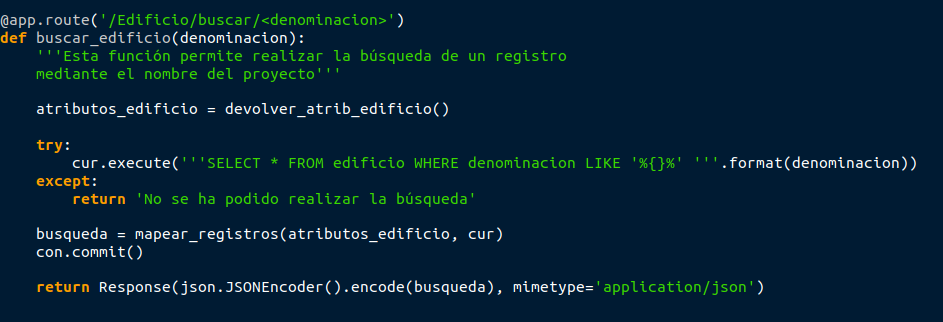 @app.route('/Edificio/buscar/<denominacion>')
def buscar_edificio(denominacion):
    '''Esta función permite realizar la búsqueda de un registro
    mediante el nombre del proyecto'''
    atributos_edificio = devolver_atrib_edificio()
    try:
        cur.execute('''SELECT * FROM edificio WHERE denominacion LIKE '%{}%' '''.format(denominacion))
    except:
        return 'No se ha podido realizar la búsqueda'
    busqueda = mapear_registros(atributos_edificio, cur)
    con.commit()
    return Response(json.JSONEncoder().encode(busqueda), mimetype='application/json')